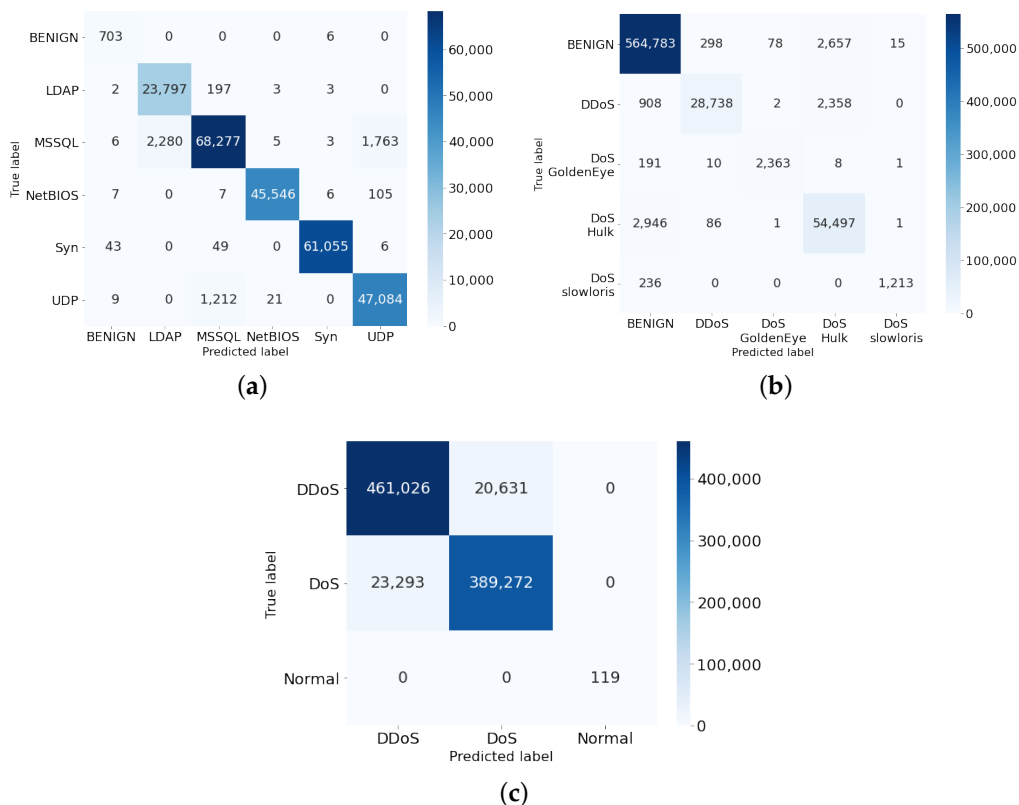 BENIGN 703 0 0 0 6 0
LDAP 2 23,797 197 3 3 0
MSSQL 6 2,280 68,277 5 3 1,763
NetBIOS 7 0 7 45,546 6 105
Syn 43 0 49 0 61,055 6
UDP 9 0 1,212 21 0 47,084
BENIGN LDAP MSSQL NetBIOS Syn UDP
Predicted label
True label
60,000
50,000
40,000
30,000
20,000
10,000
0
(a)
BENIGN 564,783 298 78 2,657 15
DDoS 908 28,738 2 2,358 0
DoS
GoldenEye 191 10 2,363 8 1
DoS
Hulk 2,946 86 1 54,497 1
DoS
slowloris 236 0 0 0 1,213
BENIGN DDoS DoS DoS DoS
GoldenEye Hulk slowloris
Predicted label
True label
500,000
400,000
300,000
200,000
100,000
0
(b)
DDoS 461,026 20,631 0
DoS 23,293 389,272 0
Normal 0 0 119
DDoS DoS Normal
Predicted label
True label
400,000
300,000
200,000
100,000
0
(c)